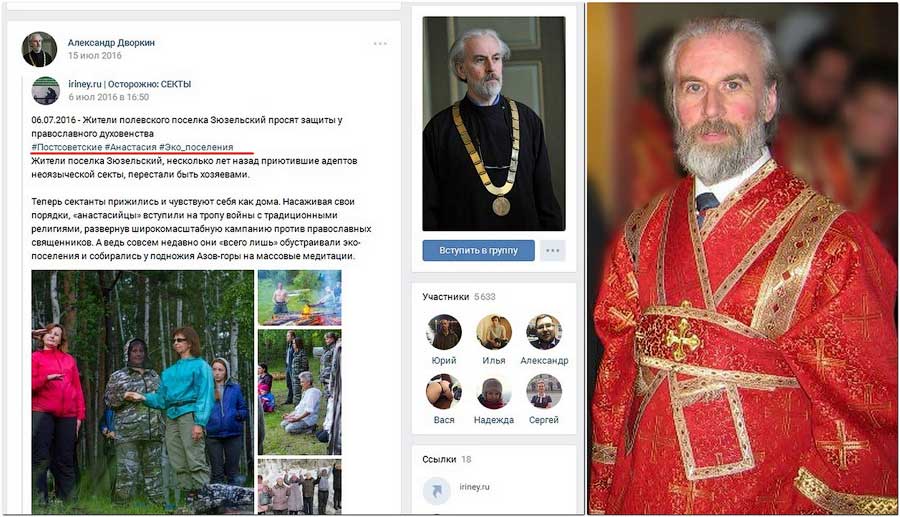 Александр Дворкин
15 июл 2016
iriney.ru | Осторожно: СЕКТЫ
6 июл 2016 в 16:50
06.07.2016 - Жители полевского поселка Зюзельский просят защиты у
православного духовенства
#Постсоветские #Анастасия #Эко_поселения
Жители поселка Зюзельский, несколько лет назад приютившие адептов
неоязыческой секты, перестали быть хозяевами.
Теперь сектанты прижились и чувствуют себя как дома. Насаживая свои
порядки, «анастасийцы» вступили на тропу войны с традиционными
религиями, развернув широкомасштабную кампанию против православных
священников. А ведь совсем недавно они «всего лишь» обустраивали эко-
поселения и собирались у подножия Азов-горы на массовые медитации.
Вступить в группу
Участники 5 633
Юрий
Илья
Александр
Вася
Надежда
Сергей
Ссылки 18
iriney.ru